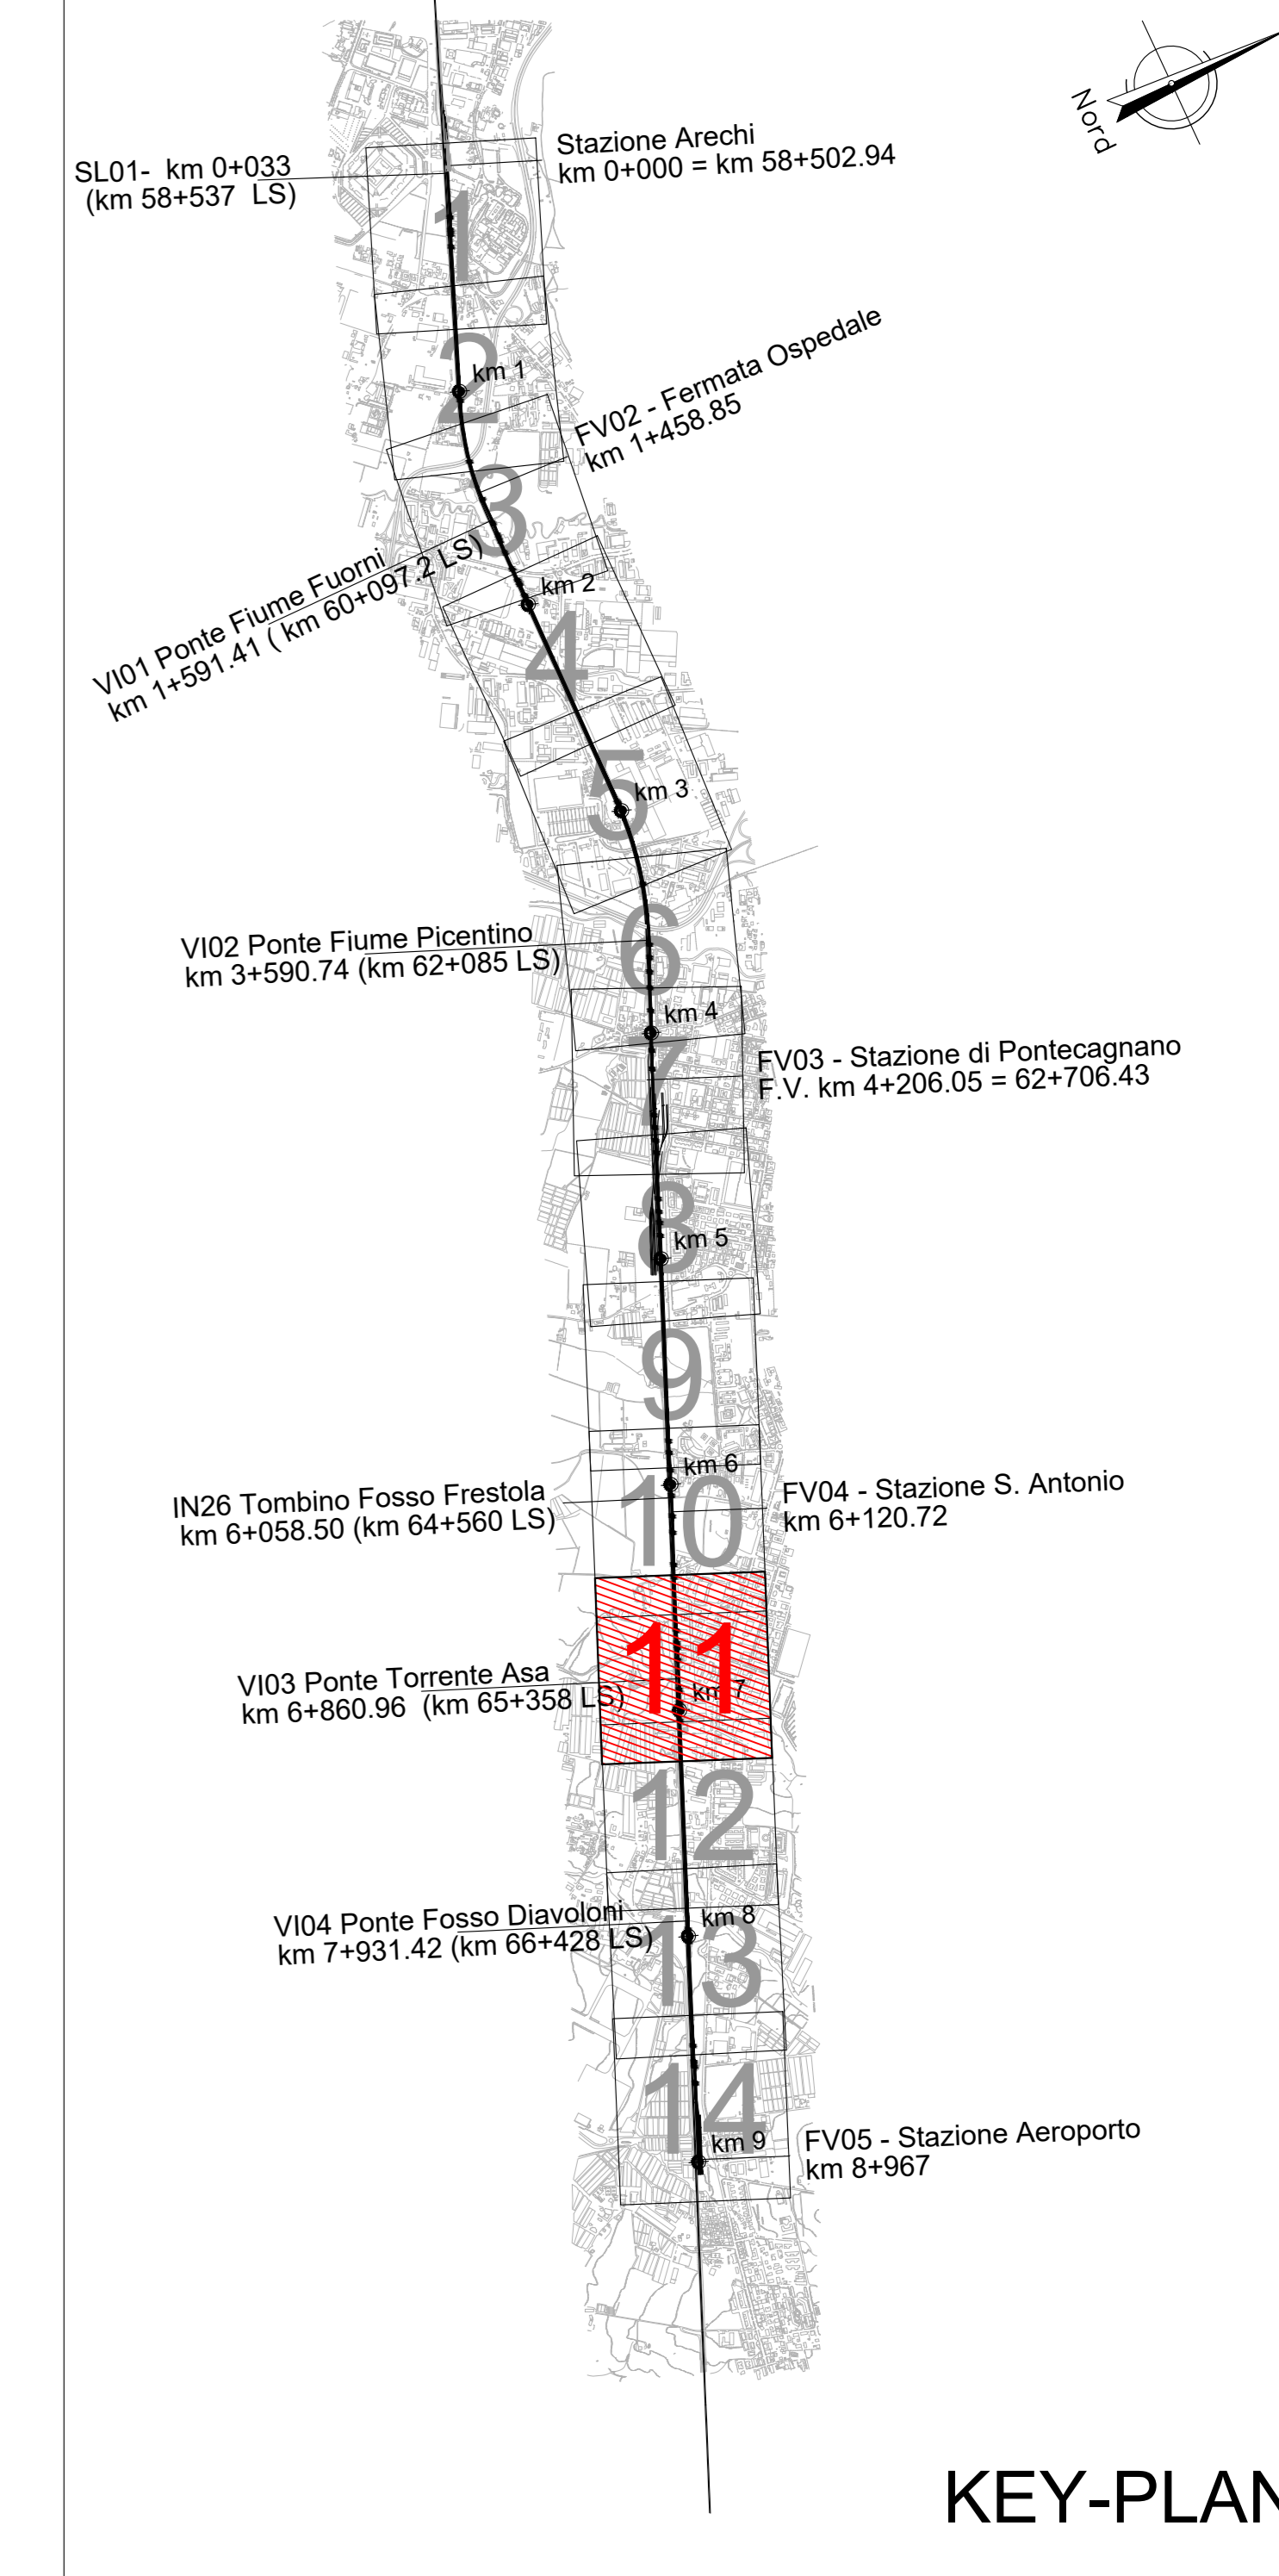 Nord
Stazione Arechi
km 0+000 = km 58+502.94
SL01- km 0+033
(km 58+537 LS)
1
2
km 1
FV02 - Fermata Ospedale
km 1+458.85
3
VI01 Ponte Fiume Fuorni
km 1+591.41 ( km 60+097.2 LS)
km 2
4
5
km 3
6
VI02 Ponte Fiume Picentino
km 3+590.74 (km 62+085 LS)
km 4
7
FV03 - Stazione di Pontecagnano
F.V. km 4+206.05 = 62+706.43
8
km 5
9
km 6
IN26 Tombino Fosso Frestola
km 6+058.50 (km 64+560 LS)
10
FV04 - Stazione S. Antonio
km 6+120.72
11
VI03 Ponte Torrente Asa
km 6+860.96 (km 65+358 LS)
km 7
12
VI04 Ponte Fosso Diavoloni
km 7+931.42 (km 66+428 LS)
km 8
13
14
km 9
FV05 - Stazione Aeroporto
km 8+967
KEY-PLAN